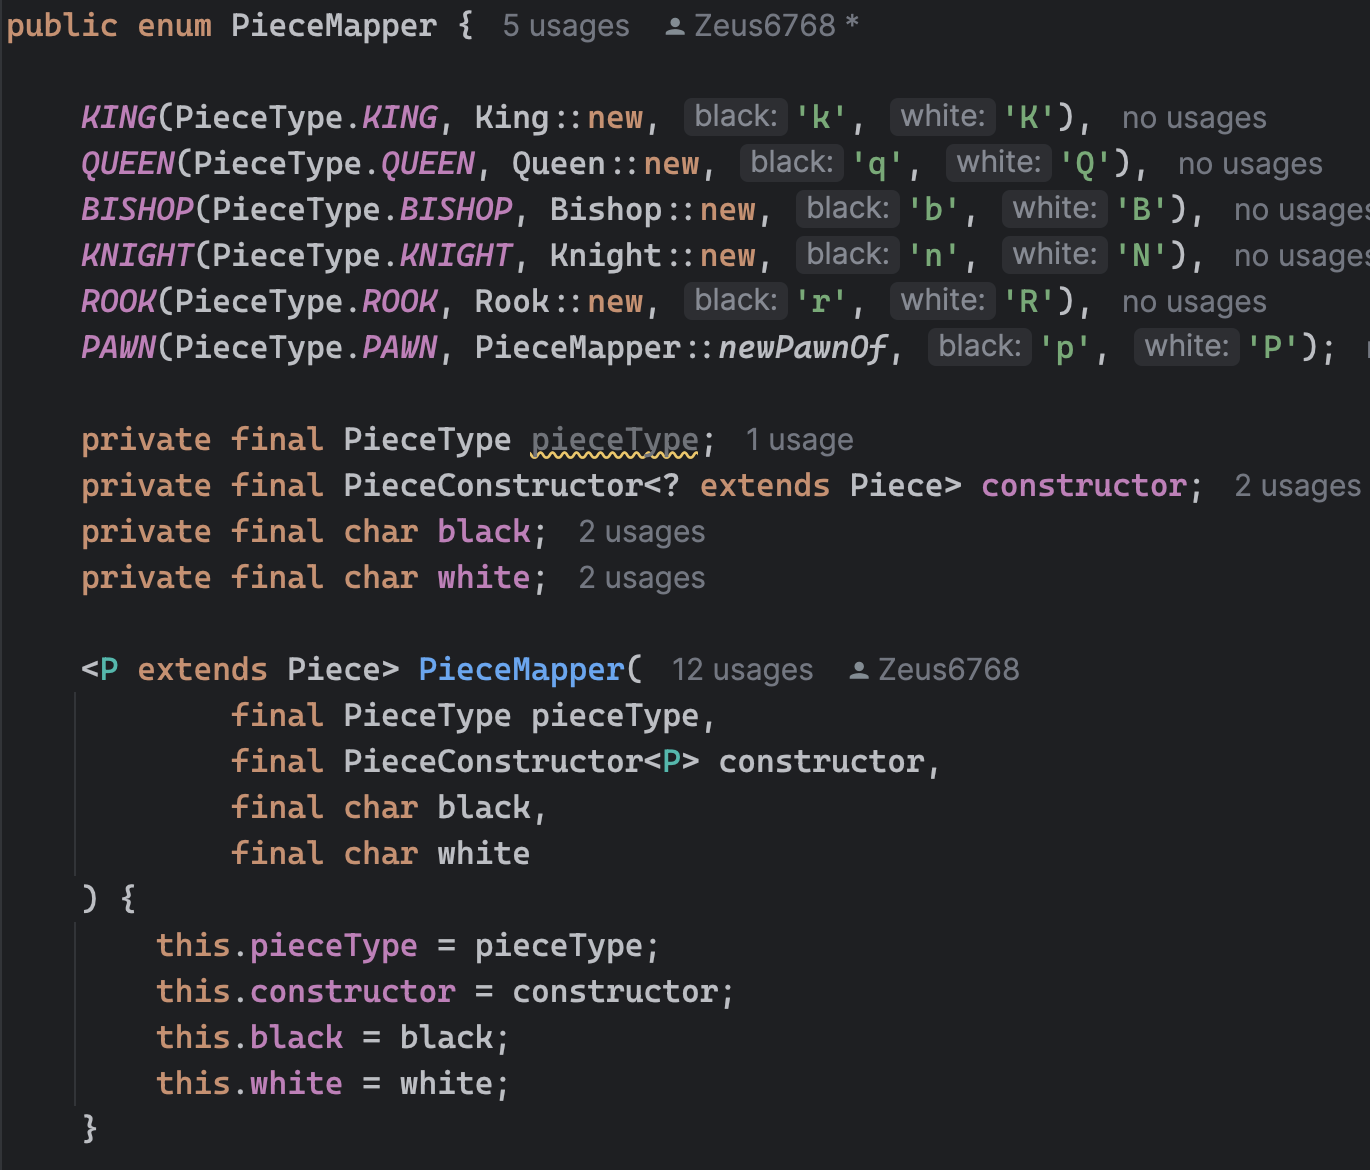 public enum PieceMapper { 5 usages Zeus6768 *
KING(PieceType.KING, King::new, black: 'k', white: 'K'), no usages
QUEEN(PieceType.QUEEN, Queen::new, black: 'q', white: 'Q'), no usages
BISHOP(PieceType.BISHOP, Bishop::new, black: 'b', white: 'B'), no usages
KNIGHT(PieceType.KNIGHT, Knight::new, black: 'n', white: 'N'), no usages
ROOK(PieceType.ROOK, Rook::new, black: 'r', white: 'R'), no usages
PAWN(PieceType.PAWN, PieceMapper::newPawnOf, black: 'p', white: 'P');
private final PieceType pieceType; 1 usage
private final PieceConstructor<? extends Piece> constructor; 2 usages
private final char black; 2 usages
private final char white; 2 usages
<P extends Piece> PieceMapper( 12 usages Zeus6768
final PieceType pieceType,
final PieceConstructor<P> constructor,
final char black,
final char white
) {
this.pieceType = pieceType;
this.constructor = constructor;
this.black = black;
this.white = white;
}